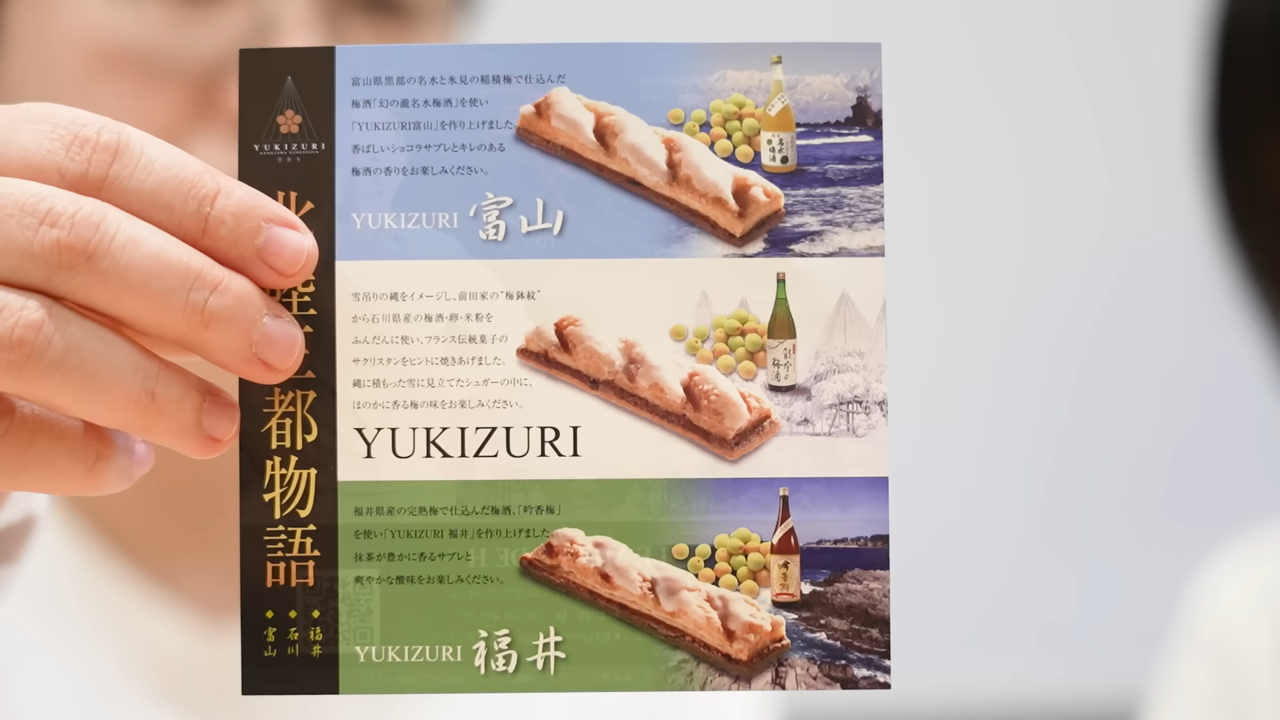 YUKIZURI
都物語
福井
石川
富山
富山県黒部の名水と氷見の稲積梅で仕込んだ
梅酒「幻の瀧名水梅酒」を使い
「YUKIZURI富山」を作り上げました。
香ばしいショコラサブレとキレのある
梅酒の香りをお楽しみください。
YUKIZURI 富山
名水
梅酒
雪吊りの縄をイメージし、前田家の"梅鉢紋"
から石川県産の梅酒・卵・米粉を
ふんだんに使い、フランス伝統菓子の
サクリスタンをヒントに焼きあげました。
縄に積もった雪に見立てたシュガーの中に、
ほのかに香る梅の味をお楽しみください。
YUKIZURI
能登の
梅酒
福井県産の完熟梅で仕込んだ梅酒、「吟香梅」
を使い「YUKIZURI 福井」を作り上げました。
抹茶が豊かに香るサブレと
爽やかな酸味をお楽しみください。
YUKIZURI 福井